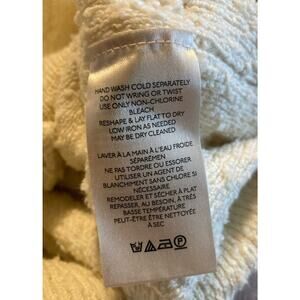 HAND WASH COLD SEPARATELY
DO NOT WRING OR TWIST
USE ONLY NON-CHLORINE
BLEACH
RESHAPE & LAY FLAT TO DRY
LOW IRON AS NEEDED
MAY BE DRY CLEANED
LAVER À LA MAIN À L'EAU FROIDE
SÉPARÉMEN
NE PAS TORDRE OU ESSORER
UTILISER UN AGENT DE
BLANCHIMENT SANS CHLORE SI
NÉCESSAIRE
REMODELER ET SÉCHER À PLAT
REPASSER, AU BESOIN, À TRÈS
BASSE TEMPÉRATURE
PEUT-ÊTRE ÊTRE NETTOYÉE
À SEC